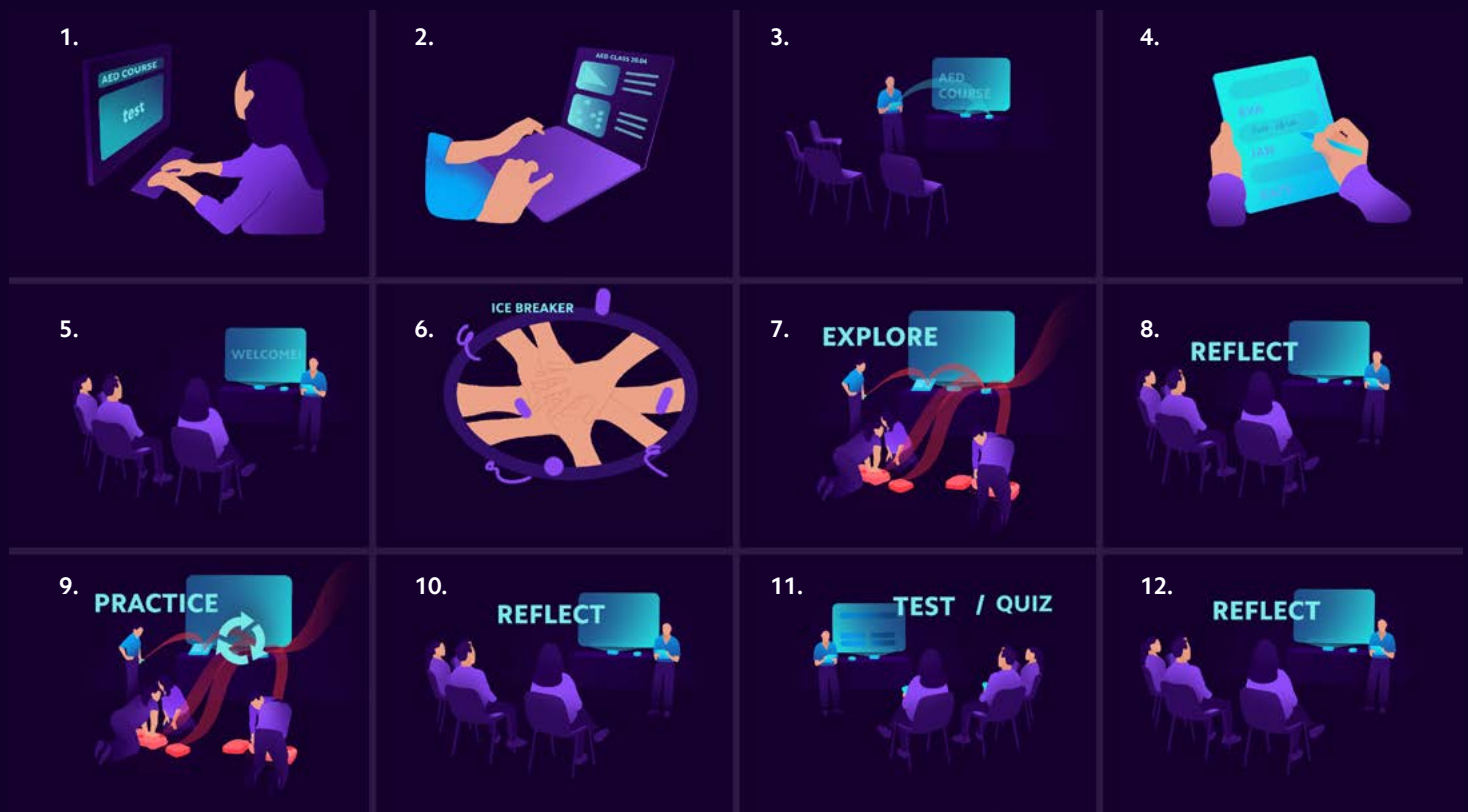 1.
AED COURSE
test
2.
AED CLASS 20.04
3.
AED
COURSE
4.
EVA
JAN
5.
WELCOME!
6.
ICE BREAKER
7.
EXPLORE
8.
REFLECT
9.
PRACTICE
10.
REFLECT
11.
TEST / QUIZ
12.
REFLECT